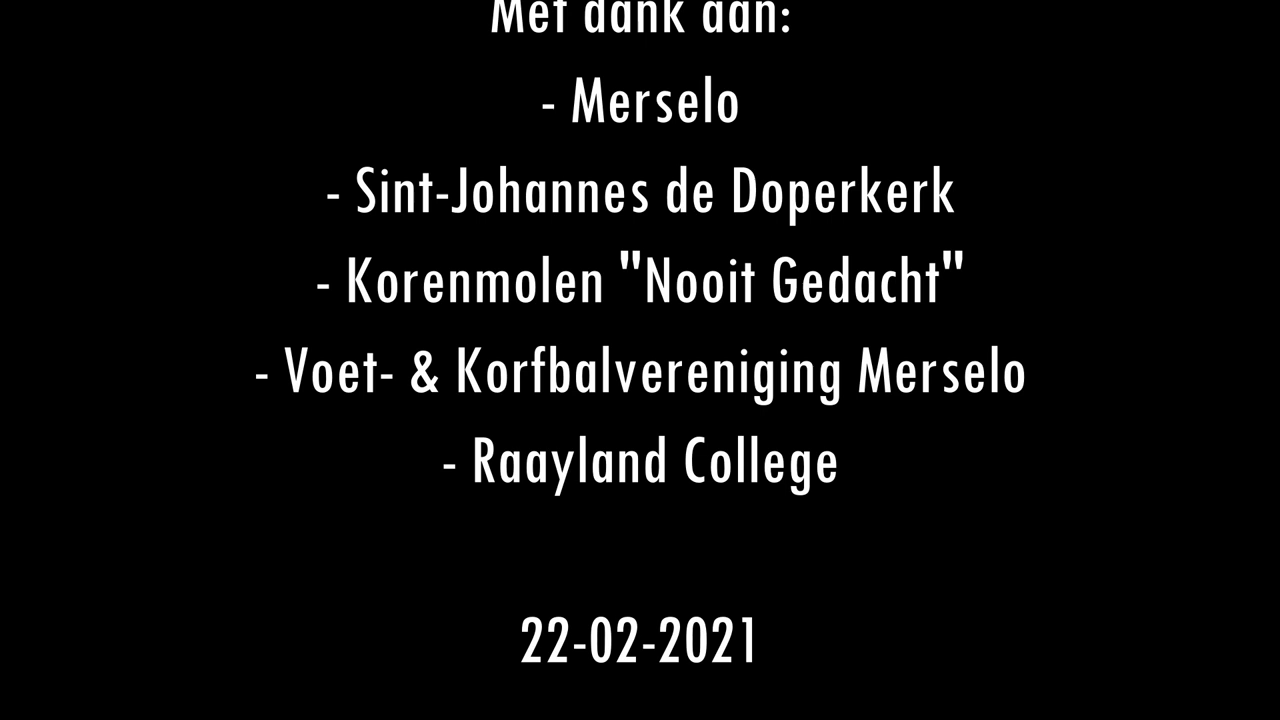 Met dank aan:
- Merselo
- Sint-Johannes de Doperkerk
- Korenmolen "Nooit Gedacht"
- Voet- & Korfbalvereniging Merselo
- Raayland College
22-02-2021